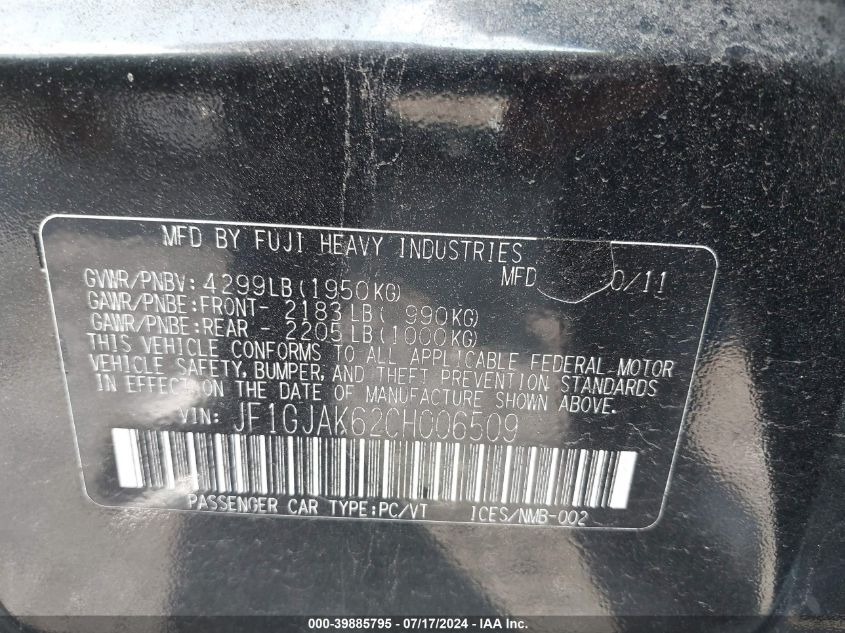 MFD BY FUJI HEAVY INDUSTRIES
MFD 0/11
GVWR/PNBV: 4299LB(1950KG)
GAWR/PNBE:FRONT- 2183LB( 990KG)
GAWR/PNBE:REAR - 2205LB(1000KG)
THIS VEHICLE CONFORMS TO ALL APPLICABLE FEDERAL MOTOR
VEHICLE SAFETY, BUMPER, AND THEFT PREVENTION STANDARDS
IN EFFECT ON THE DATE OF MANUFACTURE SHOWN ABOVE.
VIN: JF1GJAK62CH006509
PASSENGER CAR TYPE:PC/VT ICES/NMB-002
000-39885795 - 07/17/2024 - IAA, Inc.